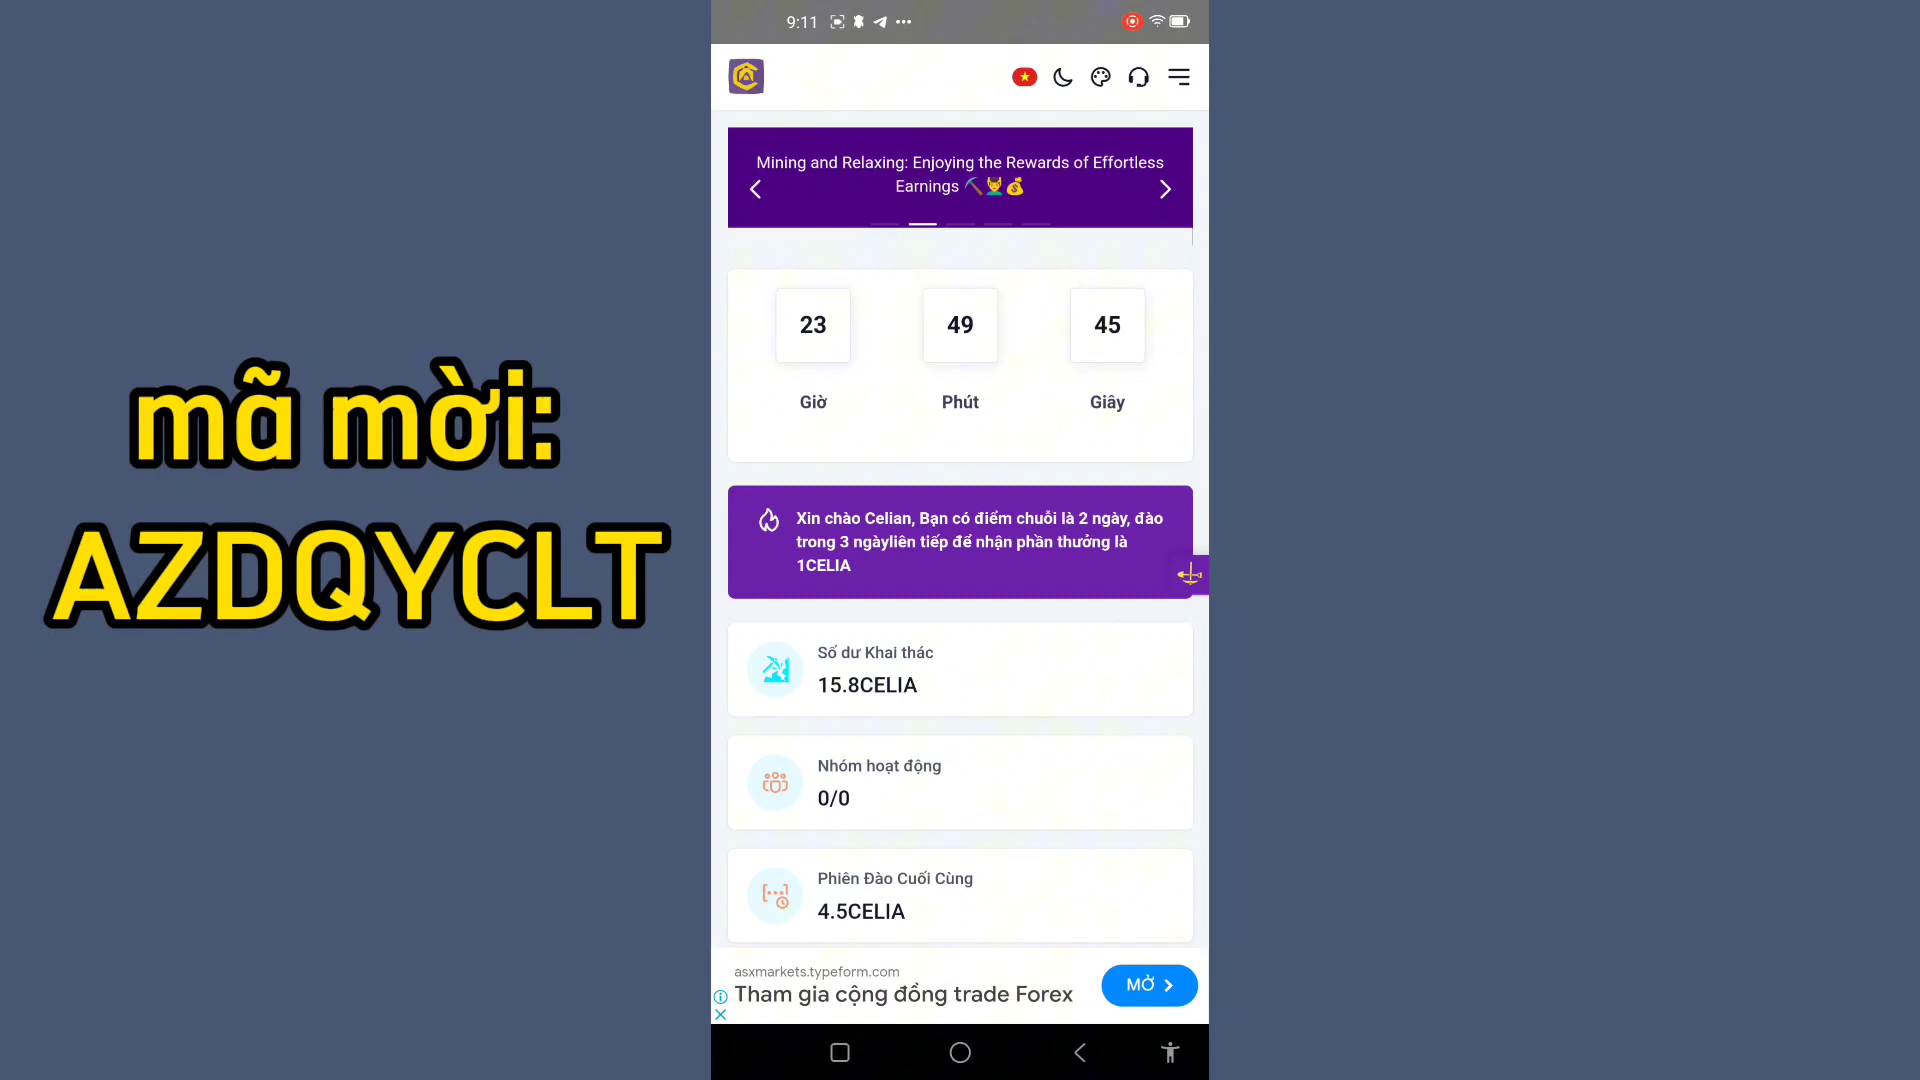 mã mời:
AZDQYCLT
9:11
Mining and Relaxing: Enjoying the Rewards of Effortless
Earnings ⛏️💆‍♂️💰
23
49
45
Giờ
Phút
Giây
Xin chào Celian, Bạn có điểm chuỗi là 2 ngày, đào
trong 3 ngàyliên tiếp để nhận phần thưởng là
1CELIA
Số dư Khai thác
15.8CELIA
Nhóm hoạt động
0/0
Phiên Đào Cuối Cùng
4.5CELIA
asxmarkets.typeform.com
Tham gia cộng đồng trade Forex
MỞ